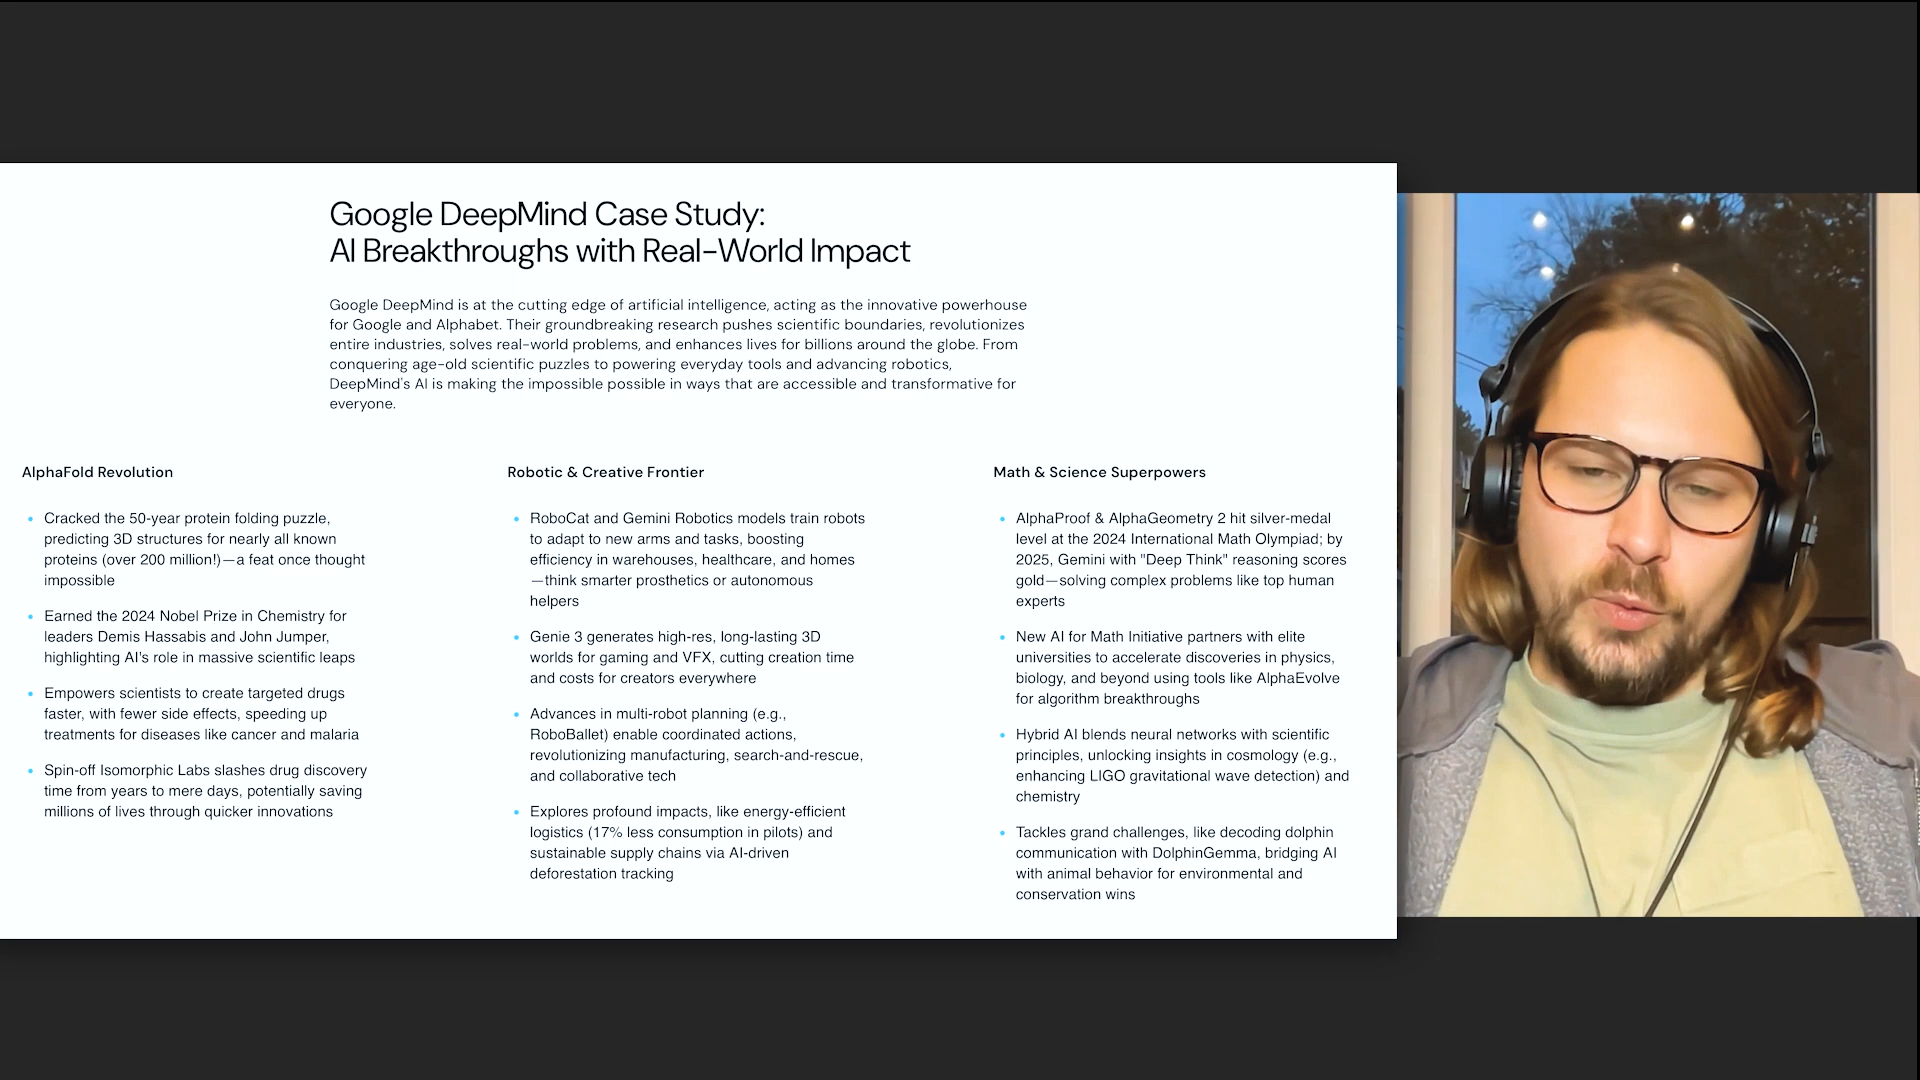 Google DeepMind Case Study:
AI Breakthroughs with Real-World Impact
Google DeepMind is at the cutting edge of artificial intelligence, acting as the innovative powerhouse
for Google and Alphabet. Their groundbreaking research pushes scientific boundaries, revolutionizes
entire industries, solves real-world problems, and enhances lives for billions around the globe. From
conquering age-old scientific puzzles to powering everyday tools and advancing robotics,
DeepMind's AI is making the impossible possible in ways that are accessible and transformative for
everyone.
AlphaFold Revolution
• Cracked the 50-year protein folding puzzle,
predicting 3D structures for nearly all known
proteins (over 200 million!)—a feat once thought
impossible
• Earned the 2024 Nobel Prize in Chemistry for
leaders Demis Hassabis and John Jumper,
highlighting AI's role in massive scientific leaps
• Empowers scientists to create targeted drugs
faster, with fewer side effects, speeding up
treatments for diseases like cancer and malaria
• Spin-off Isomorphic Labs slashes drug discovery
time from years to mere days, potentially saving
millions of lives through quicker innovations
Robotic & Creative Frontier
• RoboCat and Gemini Robotics models train robots
to adapt to new arms and tasks, boosting
efficiency in warehouses, healthcare, and homes
—think smarter prosthetics or autonomous
helpers
• Genie 3 generates high-res, long-lasting 3D
worlds for gaming and VFX, cutting creation time
and costs for creators everywhere
• Advances in multi-robot planning (e.g.,
RoboBallet) enable coordinated actions,
revolutionizing manufacturing, search-and-rescue,
and collaborative tech
• Explores profound impacts, like energy-efficient
logistics (17% less consumption in pilots) and
sustainable supply chains via AI-driven
deforestation tracking
Math & Science Superpowers
• AlphaProof & AlphaGeometry 2 hit silver-medal
level at the 2024 International Math Olympiad; by
2025, Gemini with "Deep Think" reasoning scores
gold—solving complex problems like top human
experts
• New AI for Math Initiative partners with elite
universities to accelerate discoveries in physics,
biology, and beyond using tools like AlphaEvolve
for algorithm breakthroughs
• Hybrid AI blends neural networks with scientific
principles, unlocking insights in cosmology (e.g.,
enhancing LIGO gravitational wave detection) and
chemistry
• Tackles grand challenges, like decoding dolphin
communication with DolphinGemma, bridging AI
with animal behavior for environmental and
conservation wins